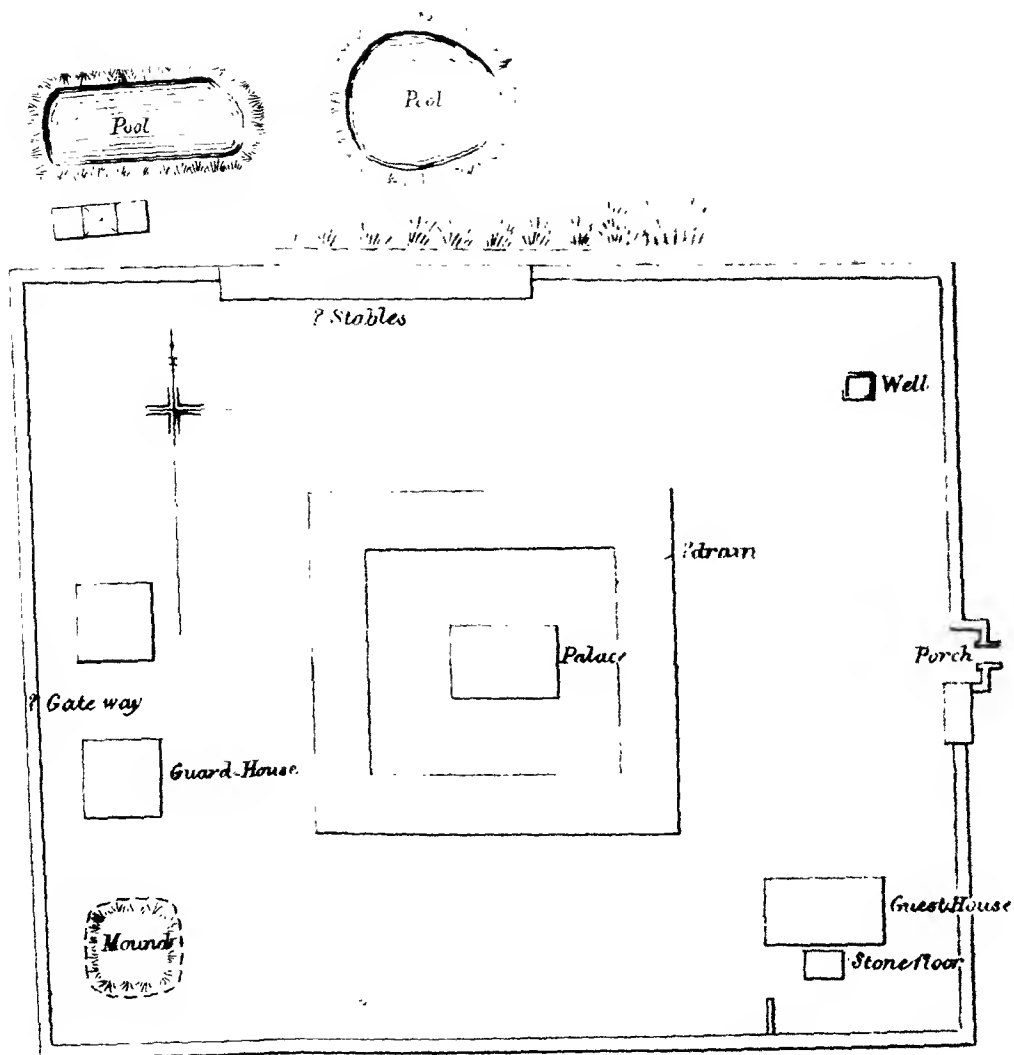 Pool
Pool
? Stables
N
Well
? drain
Palace
Porch
? Gate way
Guard-House
Mound
Guest House
Stone floor